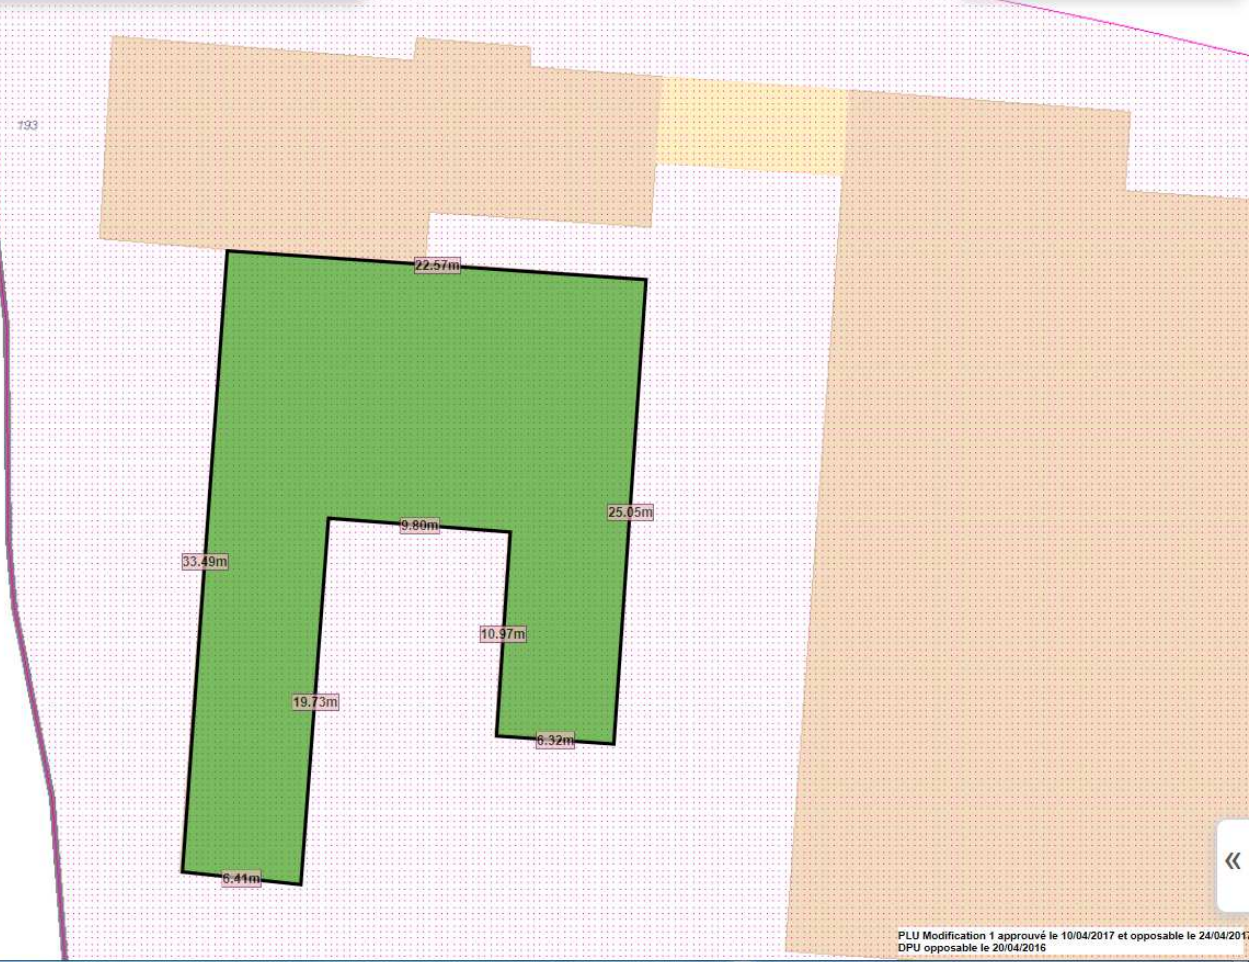 193
22.57m
25.05m
9.80m
33.49m
10.97m
19.73m
6.32m
6.41m
«
PLU Modification 1 approuvé le 10/04/2017 et opposable le 24/04/2017
DPU opposable le 20/04/2016